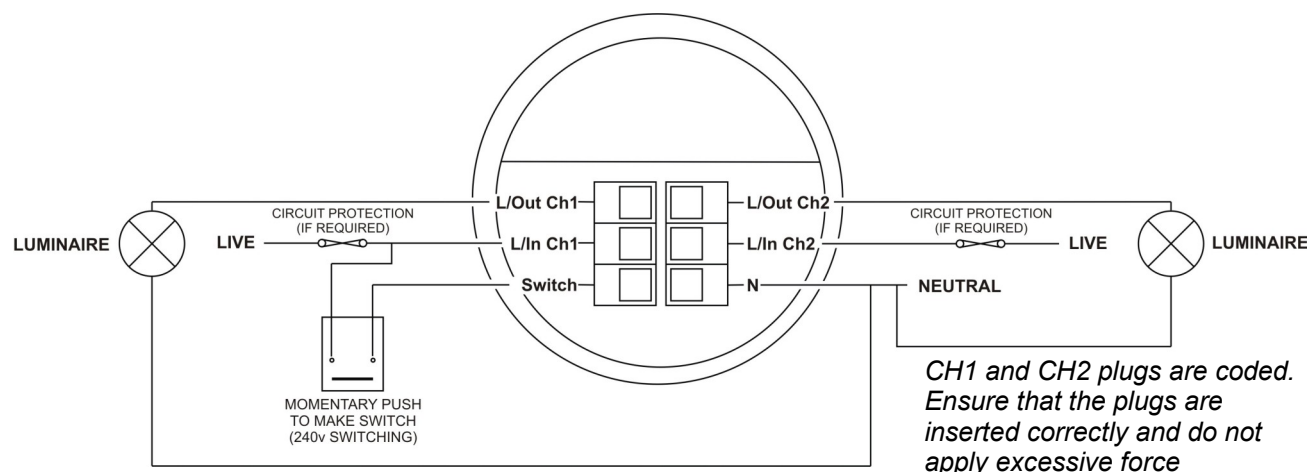 L/Out Ch1
L/Out Ch2
CIRCUIT PROTECTION
(IF REQUIRED)
CIRCUIT PROTECTION
(IF REQUIRED)
LUMINAIRE
LIVE
L/In Ch1
L/In Ch2
LIVE
LUMINAIRE
Switch
N
NEUTRAL
MOMENTARY PUSH
TO MAKE SWITCH
(240v SWITCHING)
CH1 and CH2 plugs are coded.
Ensure that the plugs are
inserted correctly and do not
apply excessive force